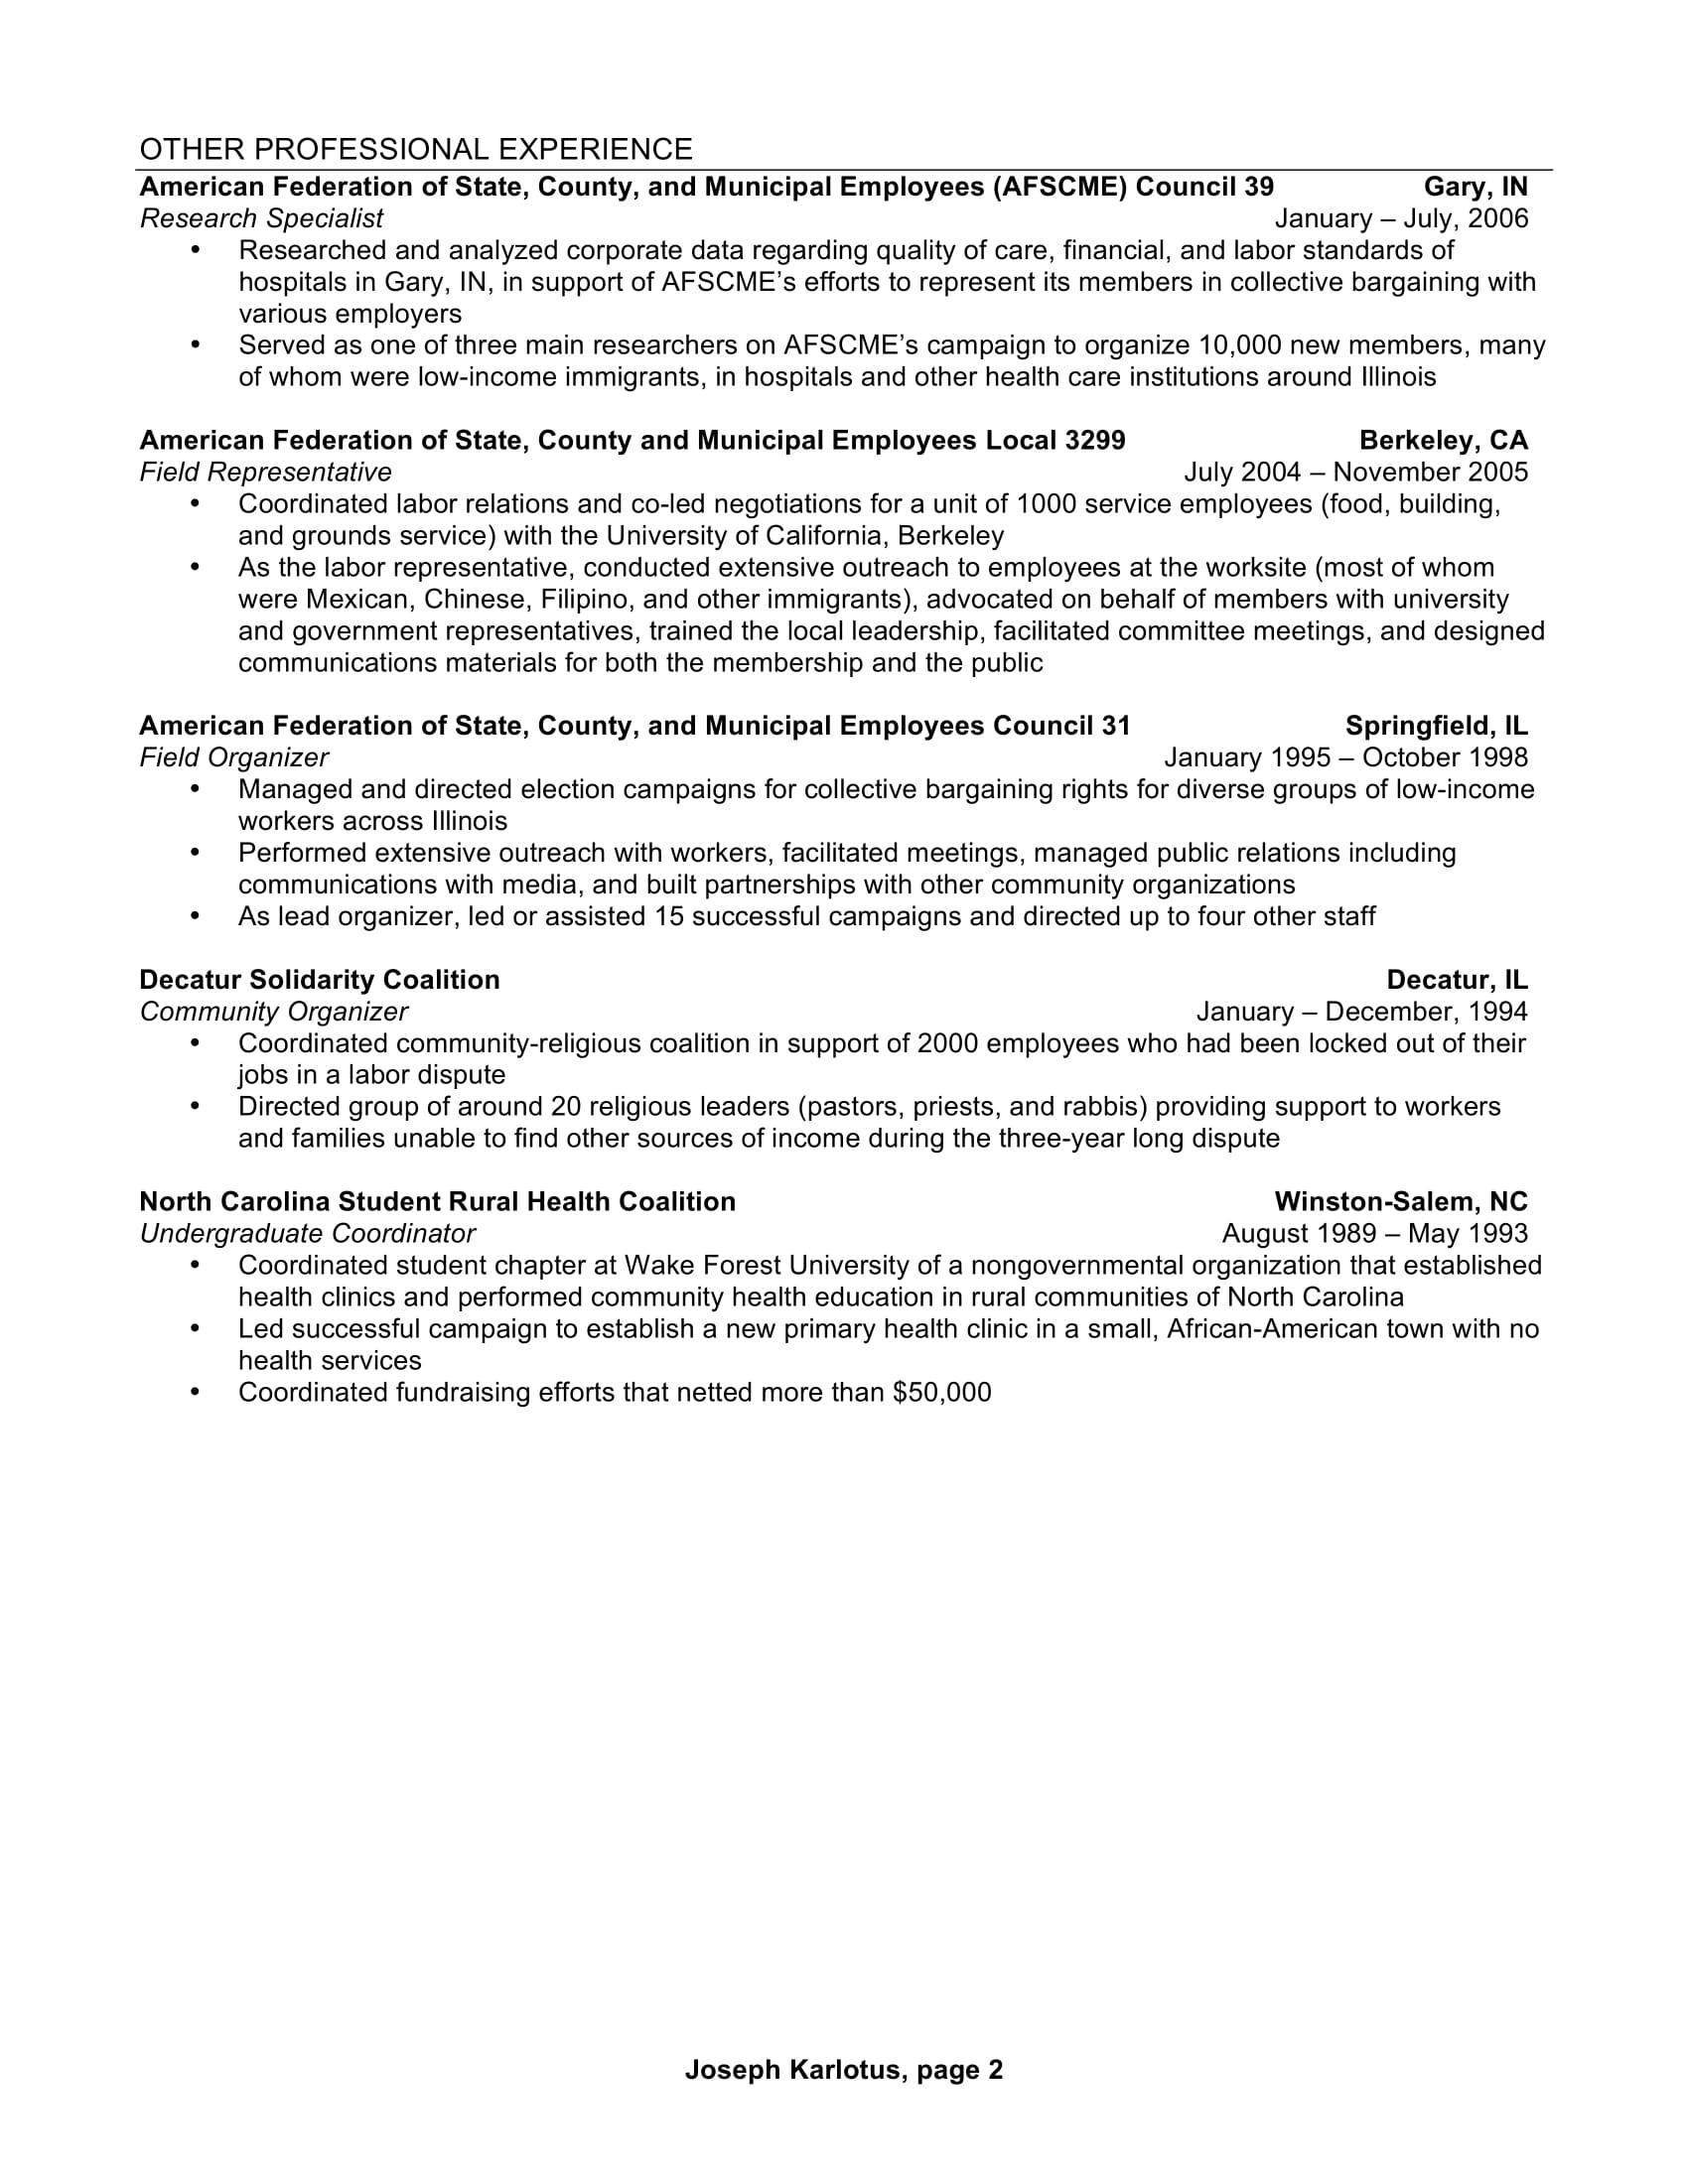 OTHER PROFESSIONAL EXPERIENCE
American Federation of State, County, and Municipal Employees (AFSCME) Council 39 Gary, IN
Research Specialist January – July, 2006
• Researched and analyzed corporate data regarding quality of care, financial, and labor standards of
hospitals in Gary, IN, in support of AFSCME’s efforts to represent its members in collective bargaining with
various employers
• Served as one of three main researchers on AFSCME’s campaign to organize 10,000 new members, many
of whom were low-income immigrants, in hospitals and other health care institutions around Illinois
American Federation of State, County and Municipal Employees Local 3299 Berkeley, CA
Field Representative July 2004 – November 2005
• Coordinated labor relations and co-led negotiations for a unit of 1000 service employees (food, building,
and grounds service) with the University of California, Berkeley
• As the labor representative, conducted extensive outreach to employees at the worksite (most of whom
were Mexican, Chinese, Filipino, and other immigrants), advocated on behalf of members with university
and government representatives, trained the local leadership, facilitated committee meetings, and designed
communications materials for both the membership and the public
American Federation of State, County, and Municipal Employees Council 31 Springfield, IL
Field Organizer January 1995 – October 1998
• Managed and directed election campaigns for collective bargaining rights for diverse groups of low-income
workers across Illinois
• Performed extensive outreach with workers, facilitated meetings, managed public relations including
communications with media, and built partnerships with other community organizations
• As lead organizer, led or assisted 15 successful campaigns and directed up to four other staff
Decatur Solidarity Coalition Decatur, IL
Community Organizer January – December, 1994
• Coordinated community-religious coalition in support of 2000 employees who had been locked out of their
jobs in a labor dispute
• Directed group of around 20 religious leaders (pastors, priests, and rabbis) providing support to workers
and families unable to find other sources of income during the three-year long dispute
North Carolina Student Rural Health Coalition Winston-Salem, NC
Undergraduate Coordinator August 1989 – May 1993
• Coordinated student chapter at Wake Forest University of a nongovernmental organization that established
health clinics and performed community health education in rural communities of North Carolina
• Led successful campaign to establish a new primary health clinic in a small, African-American town with no
health services
• Coordinated fundraising efforts that netted more than $50,000
Joseph Karlotus, page 2